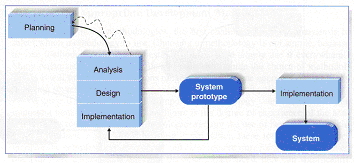 Planning
Analysis
Design
Implementation
System
prototype
Implementation
System